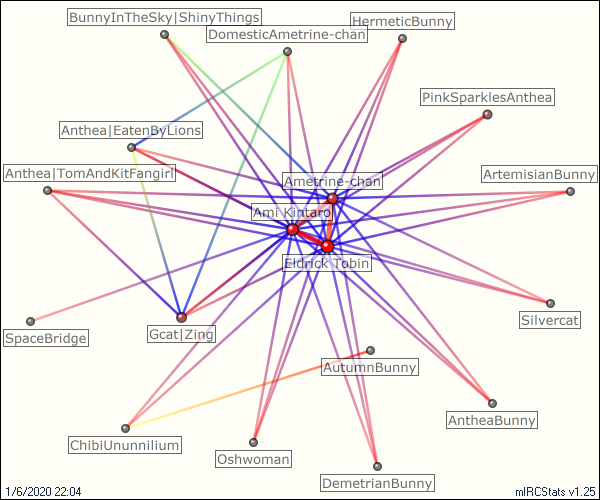 BunnyInTheSky|ShinyThings
HermeticBunny
DomesticAmetrine-chan
PinkSparklesAnthea
Anthea|EatenByLions
Anthea|TomAndKitFangirl
Ametrine-chan
ArtemisianBunny
Ami Kintaro|
Eldrick Tobin
Silvercat
SpaceBridge
Gcat|Zing
AutumnBunny
AntheaBunny
ChibiUnunnilium
Oshwoman
DemetrianBunny
1/6/2020 22:04
mIRCStats v1.25